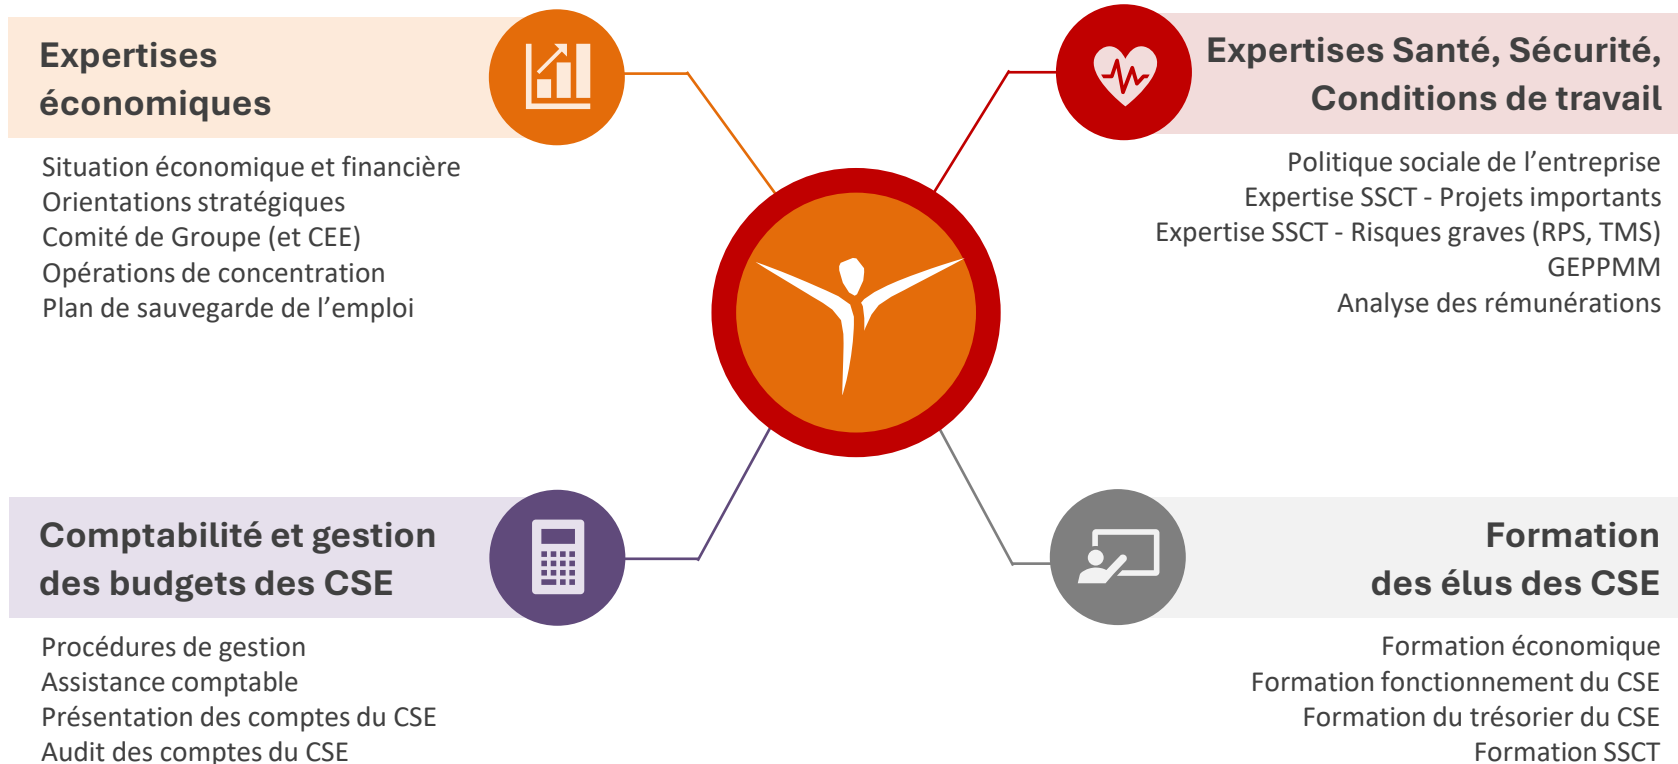 Expertises
économiques
Situation économique et financière
Orientations stratégiques
Comité de Groupe (et CEE)
Opérations de concentration
Plan de sauvegarde de l’emploi
Expertises Santé, Sécurité,
Conditions de travail
Politique sociale de l’entreprise
Expertise SSCT - Projets importants
Expertise SSCT - Risques graves (RPS, TMS)
GEPPMM
Analyse des rémunérations
Comptabilité et gestion
des budgets des CSE
Procédures de gestion
Assistance comptable
Présentation des comptes du CSE
Audit des comptes du CSE
Formation
des élus des CSE
Formation économique
Formation fonctionnement du CSE
Formation du trésorier du CSE
Formation SSCT